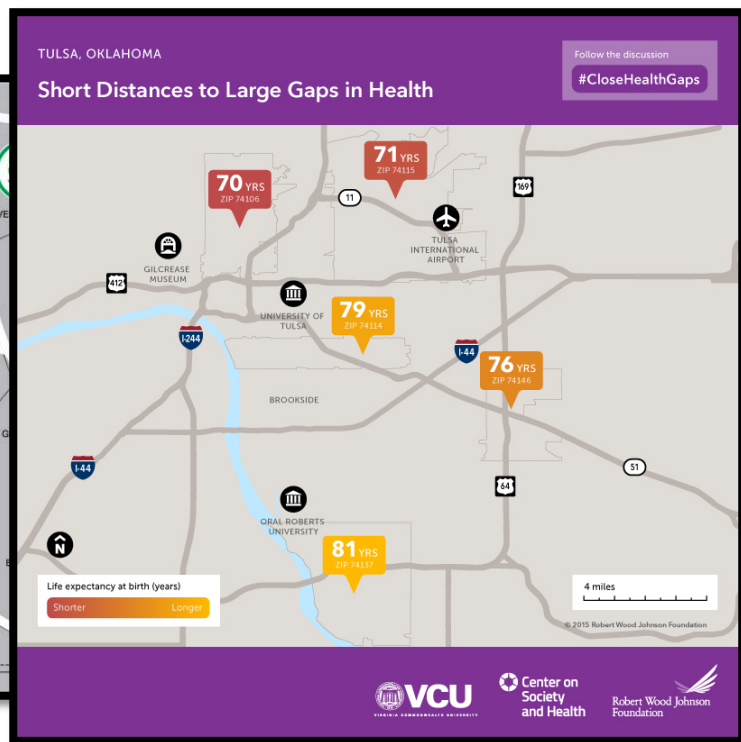 TULSA, OKLAHOMA
Short Distances to Large Gaps in Health
Follow the discussion
#CloseHealthGaps
70 YRS
ZIP 74106
71 YRS
ZIP 74115
11
169
TULSA
INTERNATIONAL
AIRPORT
GILCREASE
MUSEUM
412
UNIVERSITY OF
TULSA
79 YRS
ZIP 74114
I-244
I-44
76 YRS
ZIP 74146
BROOKSIDE
I-44
51
64
ORAL ROBERTS
UNIVERSITY
N
81 YRS
ZIP 74137
Life expectancy at birth (years)
Shorter
Longer
4 miles
© 2015 Robert Wood Johnson Foundation
VCU
VIRGINIA COMMONWEALTH UNIVERSITY
Center on
Society
and Health
Robert Wood Johnson
Foundation